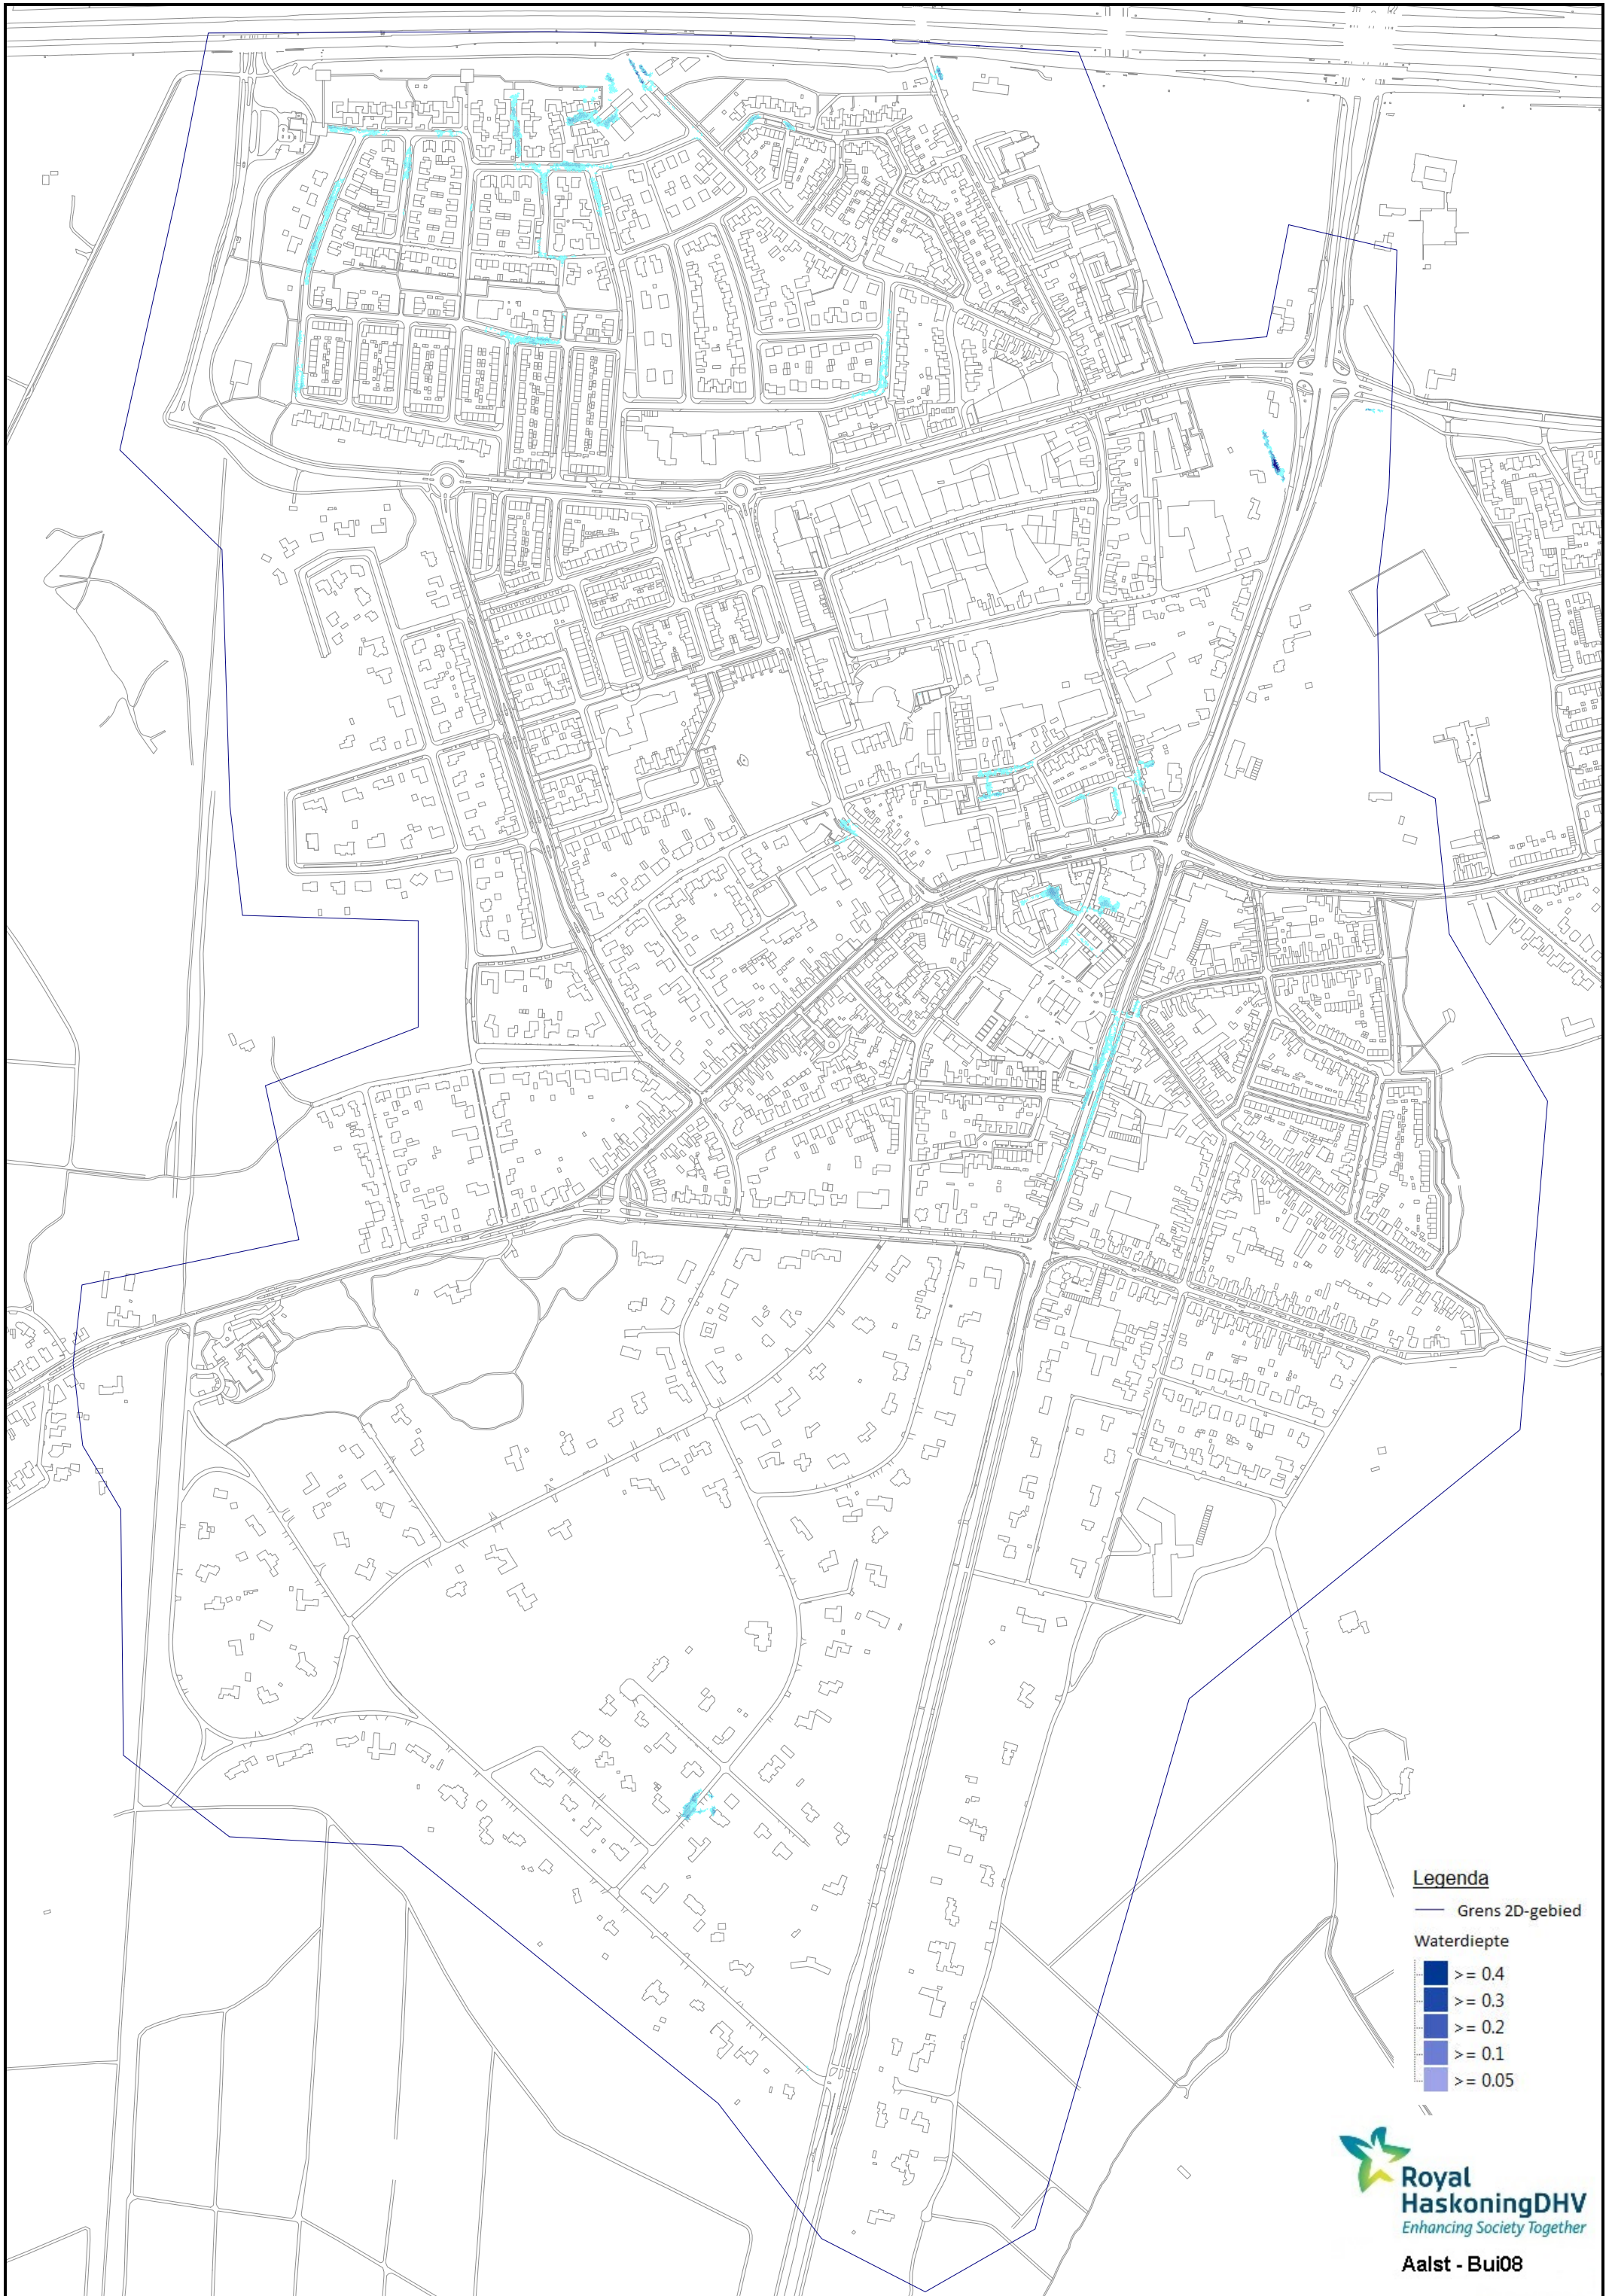 Legenda
Grens 2D-gebied
Waterdiepte
>= 0.4
>= 0.3
>= 0.2
>= 0.1
>= 0.05
Royal
HaskoningDHV
Enhancing Society Together
Aalst - Bui08